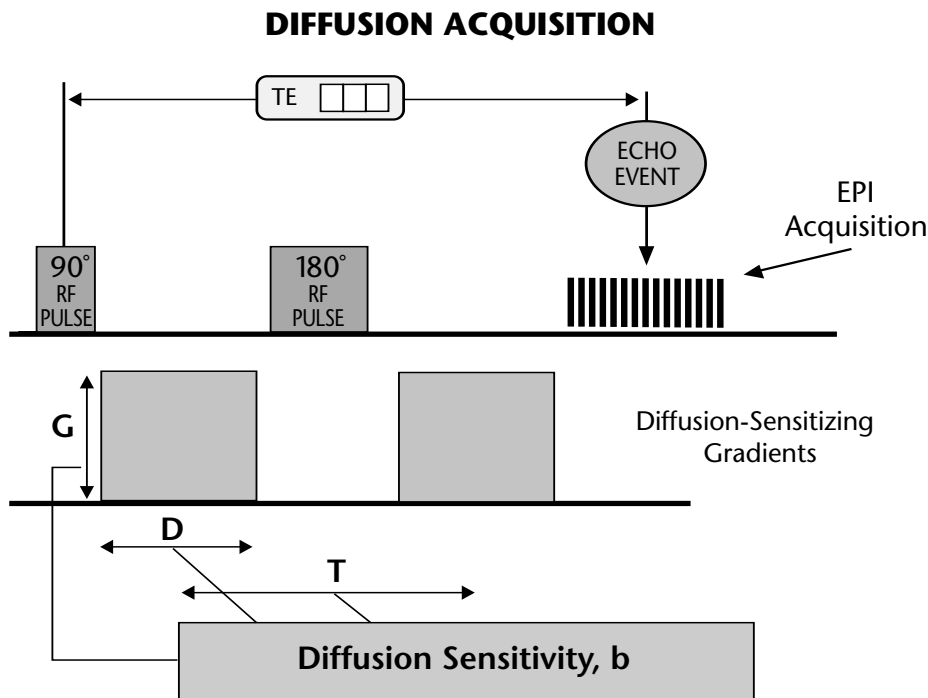 DIFFUSION ACQUISITION
TE
ECHO
EVENT
EPI
Acquisition
90°
RF
PULSE
180°
RF
PULSE
G
Diffusion-Sensitizing
Gradients
D
T
Diffusion Sensitivity, b